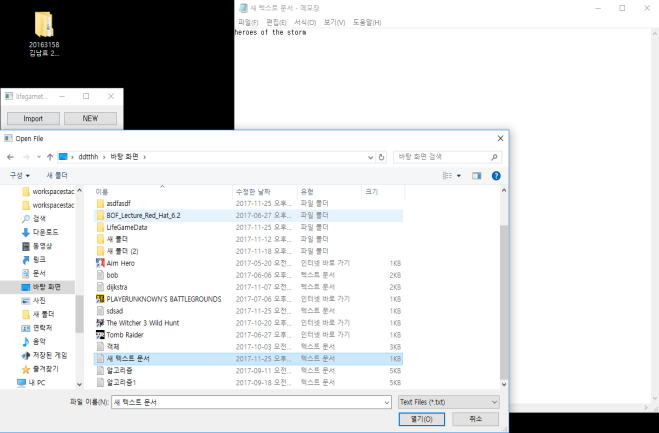 새 텍스트 문서 - 메모장
파일(F) 편집(E) 서식(O) 보기(V) 도움말(H)
heroes of the storm
20163158
김남효 2...
lifegamet...
Import NEW
Open File
ddtthh 바탕 화면
바탕 화면 검색
구성 새 폴더
workspacestac
workspacestac
검색
다운로드
동영상
링크
문서
바탕 화면
사진
새 폴더
연락처
음악
저장된 게임
즐겨찾기
내 PC
이름 수정한 날짜 유형 크기
asdfasdf 2017-11-25 오후... 파일 폴더
BOF_Lecture_Red_Hat_6.2 2017-06-27 오후... 파일 폴더
LifeGameData 2017-11-25 오후... 파일 폴더
새 폴더 2017-11-12 오후... 파일 폴더
새 폴더 (2) 2017-11-18 오후... 파일 폴더
Aim Hero 2017-05-20 오전... 인터넷 바로 가기 1KB
bob 2017-06-06 오후... 텍스트 문서 2KB
dijkstra 2017-11-07 오전... 텍스트 문서 2KB
PLAYERUNKNOWN'S BATTLEGROUNDS 2017-07-06 오후... 인터넷 바로 가기 1KB
sdsad 2017-11-25 오전... 텍스트 문서 1KB
The Witcher 3 Wild Hunt 2017-10-20 오후... 인터넷 바로 가기 1KB
Tomb Raider 2017-06-27 오후... 인터넷 바로 가기 1KB
객체 2017-10-03 오전... 텍스트 문서 3KB
새 텍스트 문서 2017-11-25 오후... 텍스트 문서 1KB
알고리즘 2017-09-11 오후... 텍스트 문서 5KB
알고리즘1 2017-09-18 오전... 텍스트 문서 5KB
파일 이름(N): 새 텍스트 문서 Text Files (*.txt)
열기(O) 취소